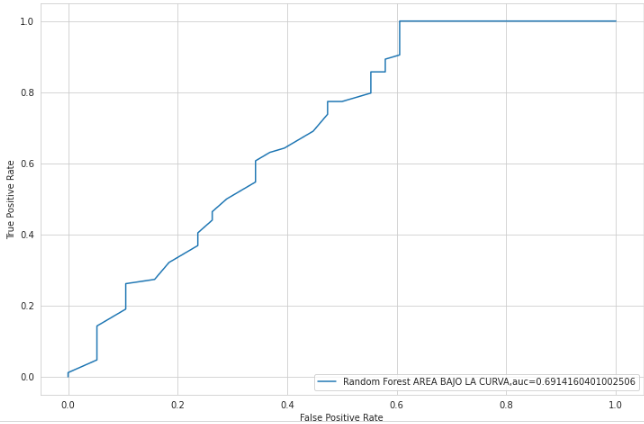 1.0
0.8
0.6
0.4
0.2
0.0
True Positive Rate
Random Forest AREA BAJO LA CURVA,auc=0.6914160401002506
0.0 0.2 0.4 0.6 0.8 1.0
False Positive Rate